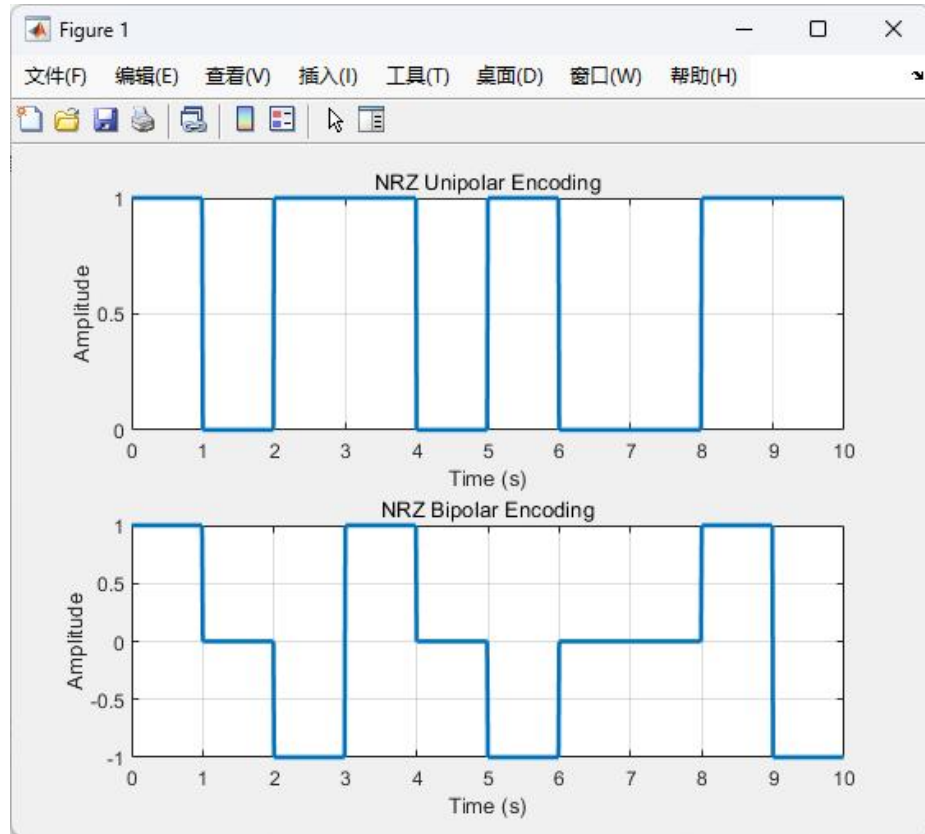 Figure 1
文件(F) 编辑(E) 查看(V) 插入(I) 工具(T) 桌面(D) 窗口(W) 帮助(H)
NRZ Unipolar Encoding
1
0.5
0
Amplitude
0 1 2 3 4 5 6 7 8 9 10
Time (s)
NRZ Bipolar Encoding
1
0.5
0
-0.5
-1
Amplitude
0 1 2 3 4 5 6 7 8 9 10
Time (s)